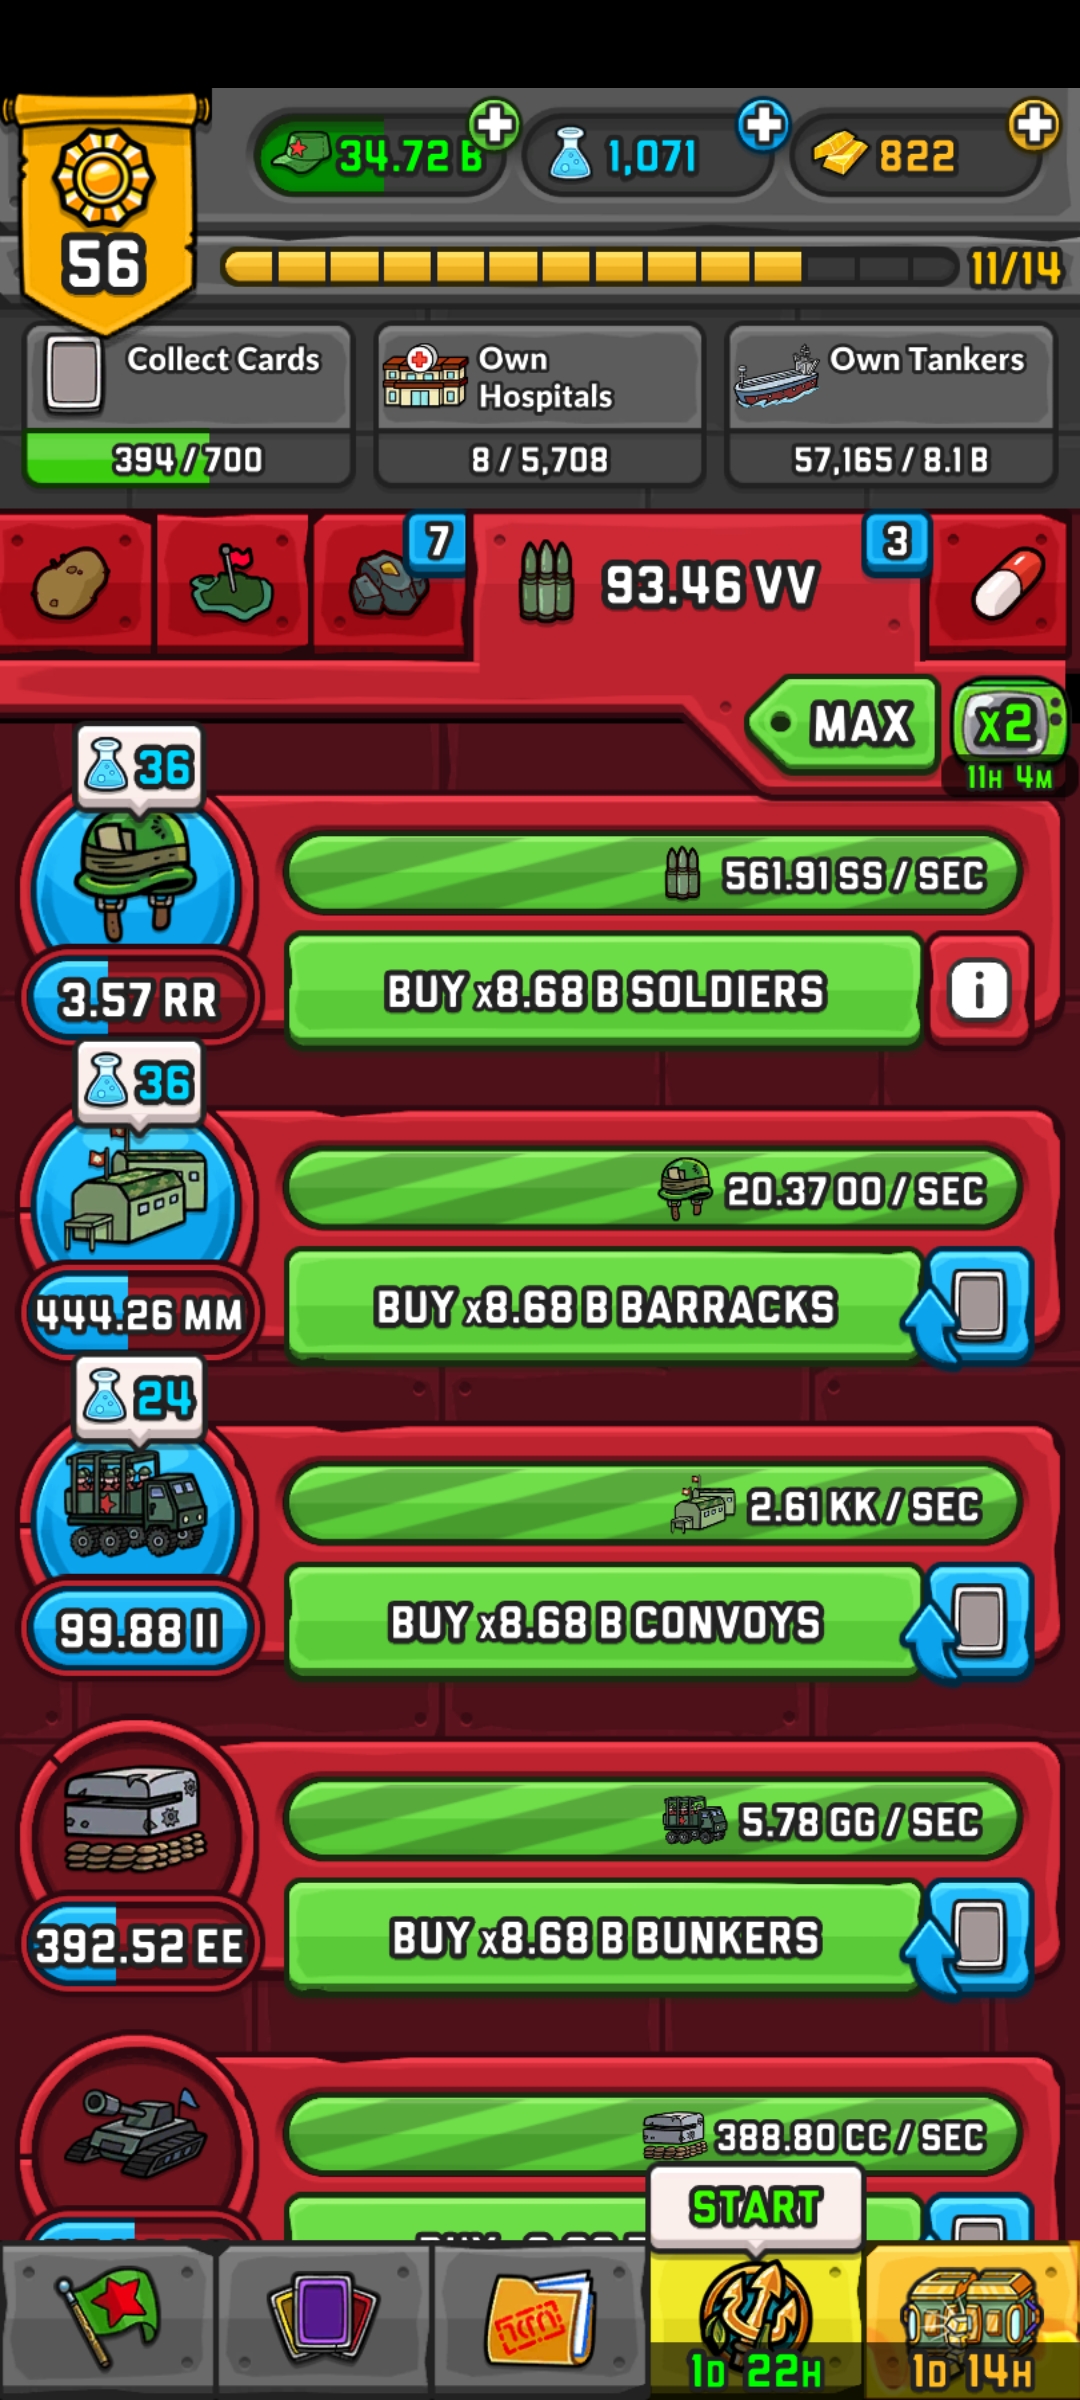 34.72 B
1,071
822
56
11/14
Collect Cards
394 / 700
Own
Hospitals
8 / 5,708
Own Tankers
57,165 / 8.1 B
7
93.46 VV
3
MAX
x2
11H 4M
36
561.91 SS / SEC
BUY x8.68 B SOLDIERS
i
3.57 RR
36
20.37 OO / SEC
BUY x8.68 B BARRACKS
444.26 MM
24
2.61 KK / SEC
BUY x8.68 B CONVOYS
99.88 II
5.78 GG / SEC
BUY x8.68 B BUNKERS
392.52 EE
388.80 CC / SEC
START
1D 22H
1D 14H